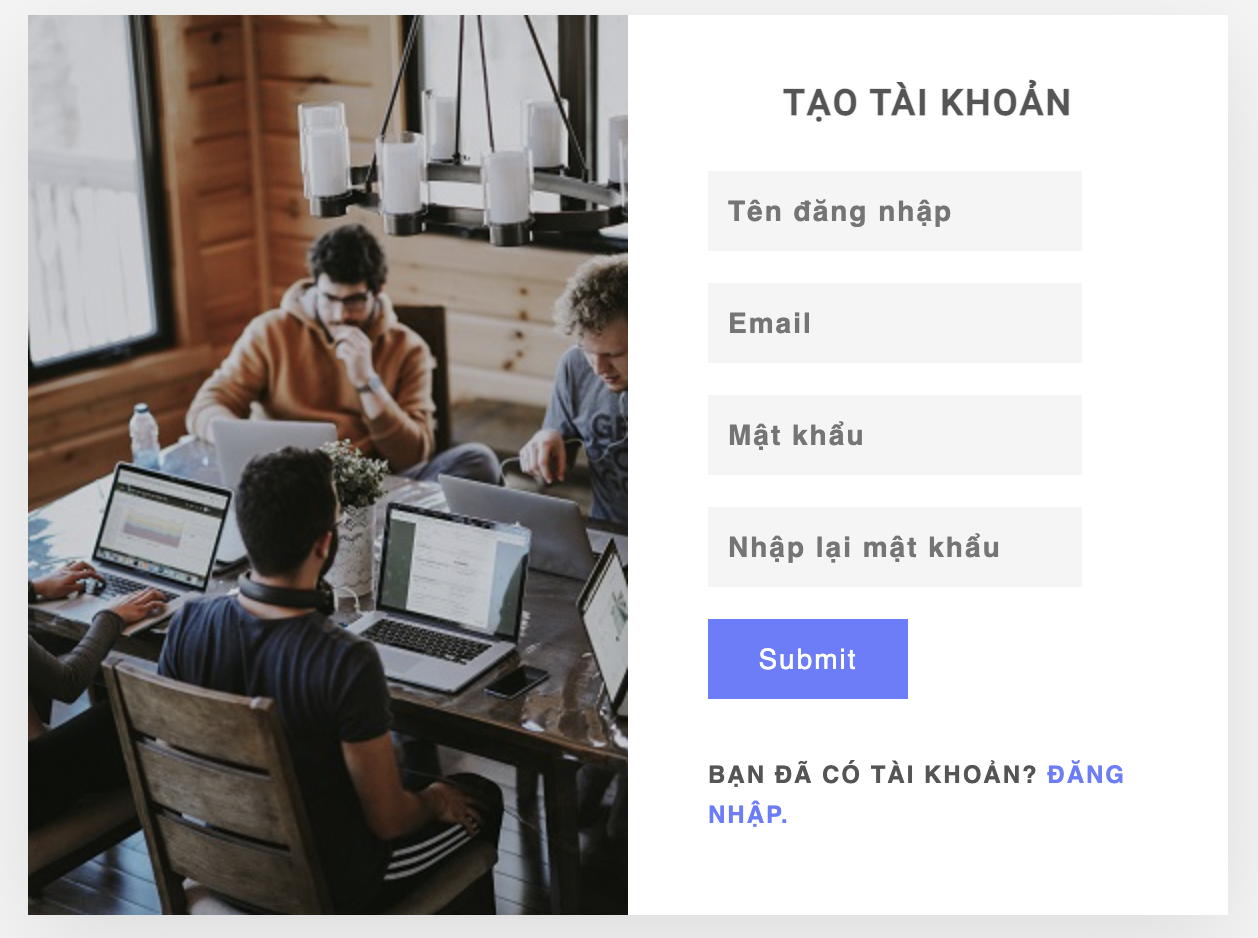 TẠO TÀI KHOẢN
Tên đăng nhập
Email
Mật khẩu
Nhập lại mật khẩu
Submit
BẠN ĐÃ CÓ TÀI KHOẢN? ĐĂNG
NHẬP.